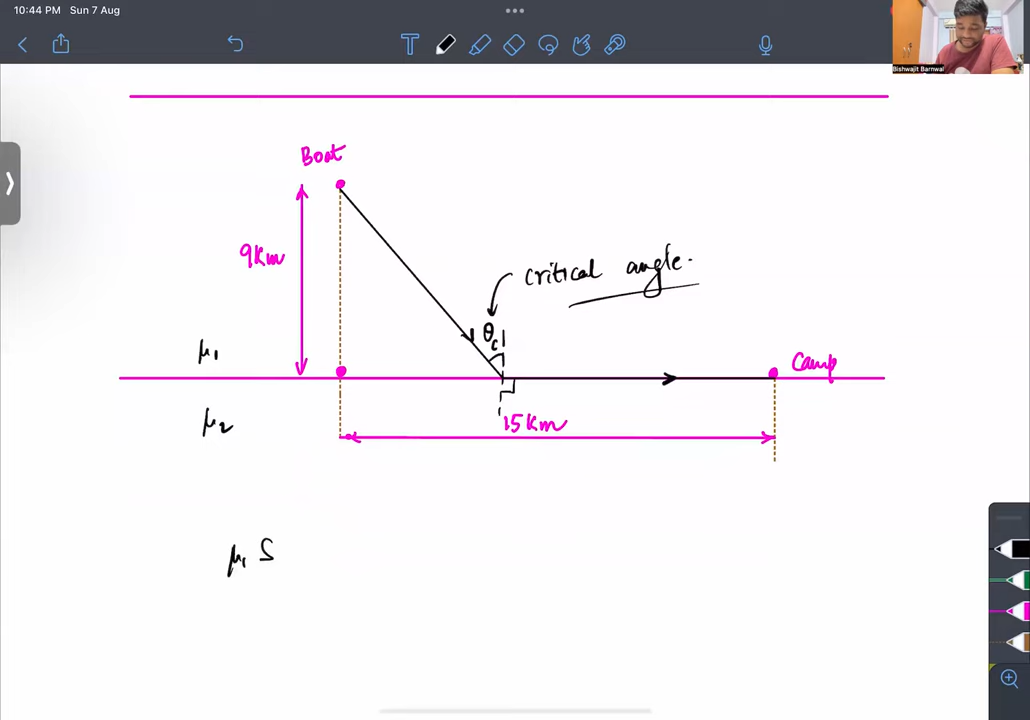 10:44 PM Sun 7 Aug
Bishwajit Barnwal
Boat
9Km
critical angle.
θc
μ1
Camp
μ2
15Km
μ1 S